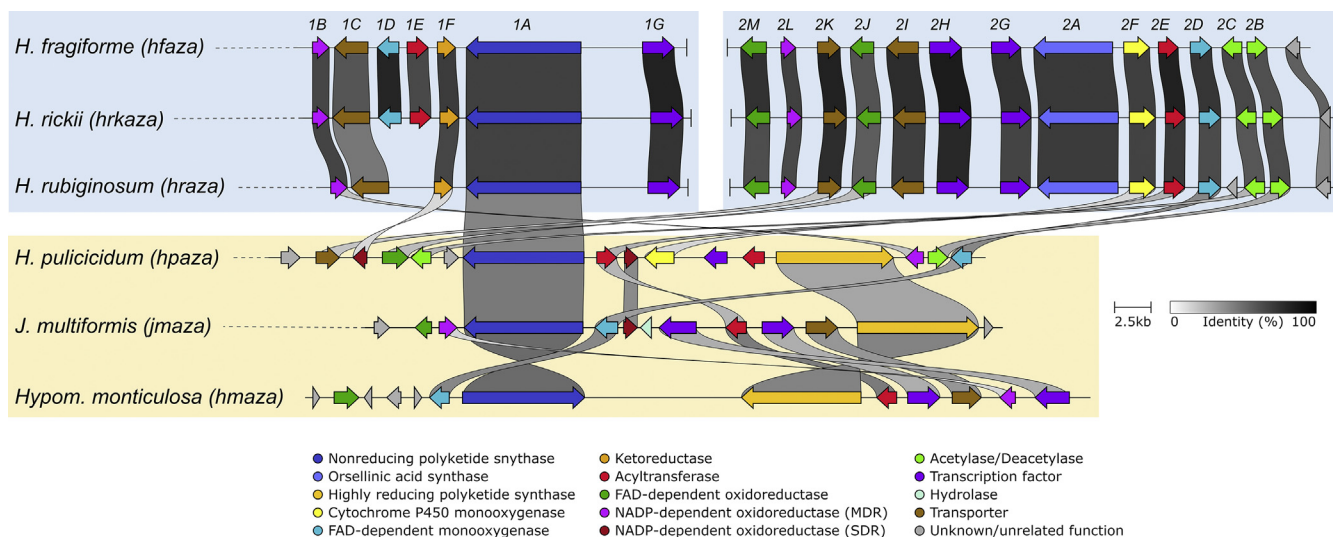 1B 1C 1D 1E 1F 1A 1G 2M 2L 2K 2J 2I 2H 2G 2A 2F 2E 2D 2C 2B
H. fragiforme (hfaza)
H. rickii (hrkaza)
H. rubiginosum (hraza)
H. pulicicidum (hpaza)
J. multiformis (jmaza)
Hypom. monticulosa (hmaza)
2.5kb
0 Identity (%) 100
Nonreducing polyketide snythase
Orsellinic acid synthase
Highly reducing polyketide synthase
Cytochrome P450 monooxygenase
FAD-dependent monooxygenase
Ketoreductase
Acyltransferase
FAD-dependent oxidoreductase
NADP-dependent oxidoreductase (MDR)
NADP-dependent oxidoreductase (SDR)
Acetylase/Deacetylase
Transcription factor
Hydrolase
Transporter
Unknown/unrelated function